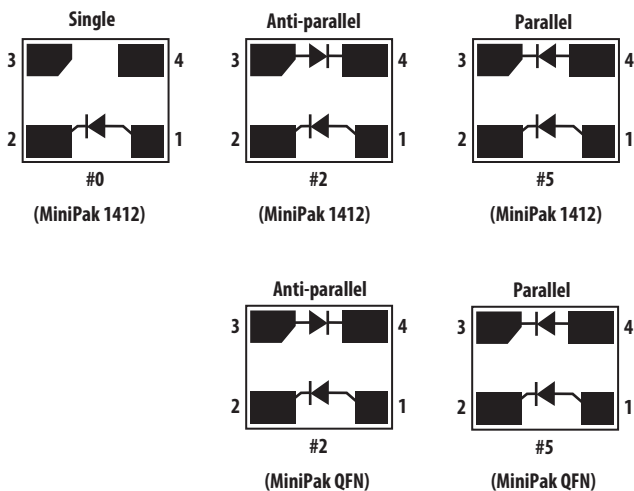 Single Anti-parallel Parallel
3 4 3 4 3 4
2 1 2 1 2 1
#0 #2 #5
(MiniPak 1412) (MiniPak 1412) (MiniPak 1412)
Anti-parallel Parallel
3 4 3 4
2 1 2 1
#2 #5
(MiniPak QFN) (MiniPak QFN)